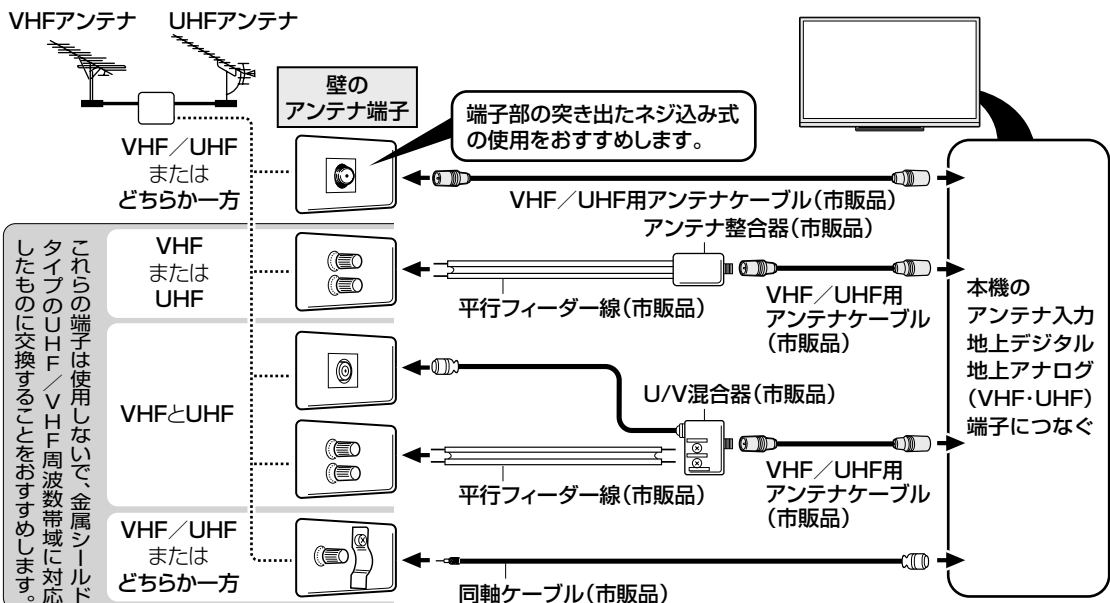 VHFアンテナ
UHFアンテナ
壁の
アンテナ端子
端子部の突き出たネジ込み式
の使用をおすすめします。
VHF／UHF
または
どちらか一方
VHF／UHF用アンテナケーブル(市販品)
アンテナ整合器(市販品)
これらの端子は使用しないで、金属シールド
タイプのUHF／VHF周波数帯域に対応
したものに交換することをおすすめします。
VHF
または
UHF
平行フィーダー線(市販品)
VHF／UHF用
アンテナケーブル
(市販品)
VHFとUHF
U/V混合器(市販品)
平行フィーダー線(市販品)
VHF／UHF用
アンテナケーブル
(市販品)
VHF／UHF
または
どちらか一方
同軸ケーブル(市販品)
本機の
アンテナ入力
地上デジタル
地上アナログ
(VHF･UHF)
端子につなぐ